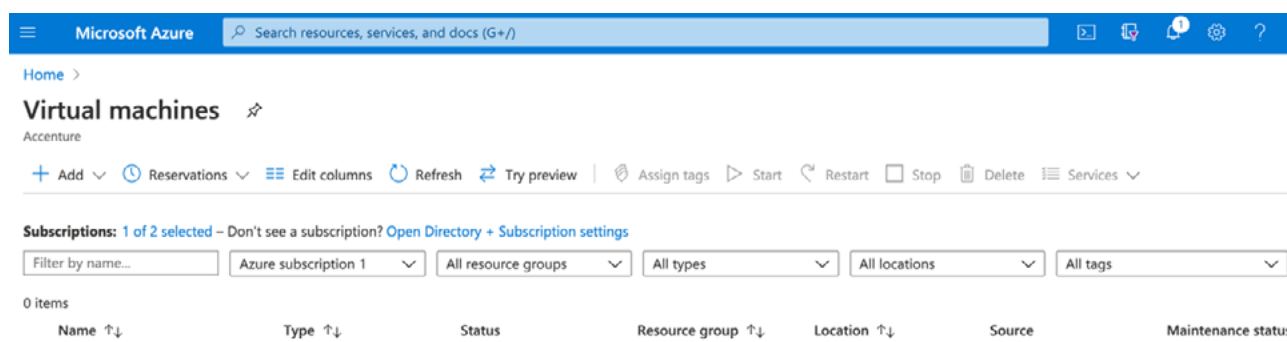 Microsoft Azure Search resources, services, and docs (G+/) 1
Home >
Virtual machines
Accenture
+ Add Reservations Edit columns Refresh Try preview Assign tags Start Restart Stop Delete Services
Subscriptions: 1 of 2 selected – Don't see a subscription? Open Directory + Subscription settings
Filter by name... Azure subscription 1 All resource groups All types All locations All tags
0 items
Name ↑↓ Type ↑↓ Status Resource group ↑↓ Location ↑↓ Source Maintenance status